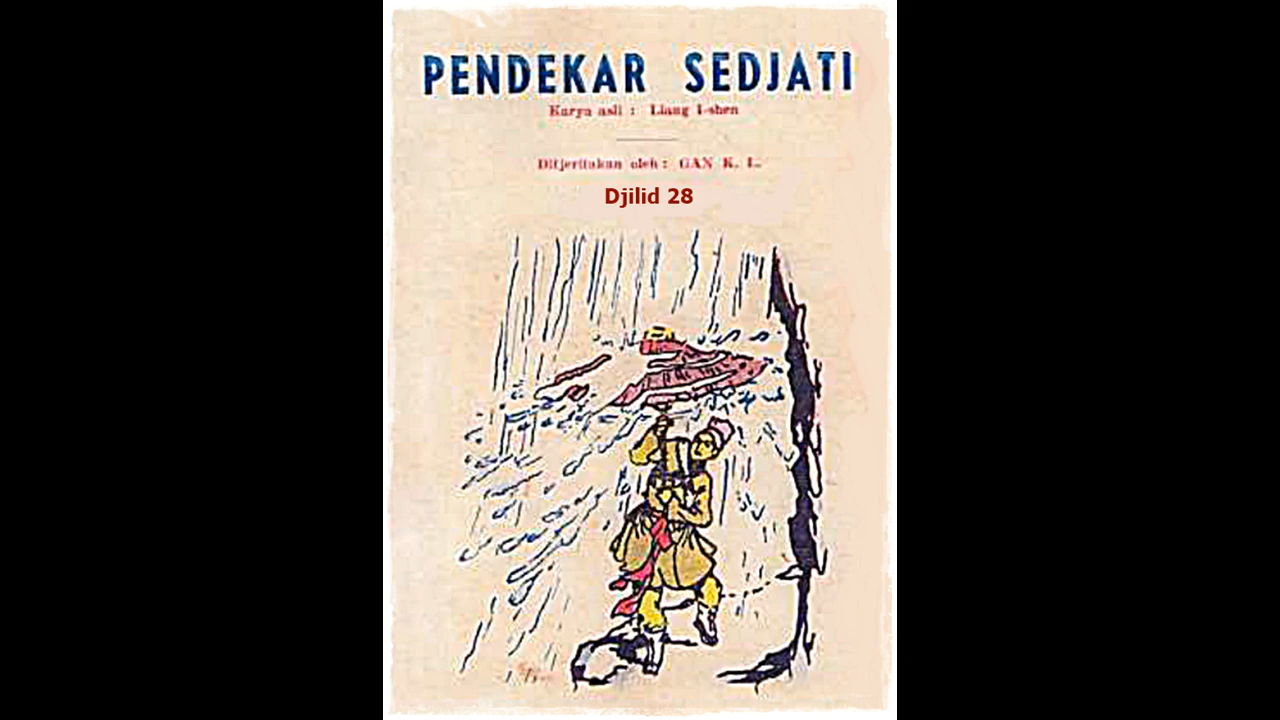 PENDEKAR SEDJATI
Karya asli : Liang I-shen
Ditjeritakan oleh : GAN K. L.
Djilid 28